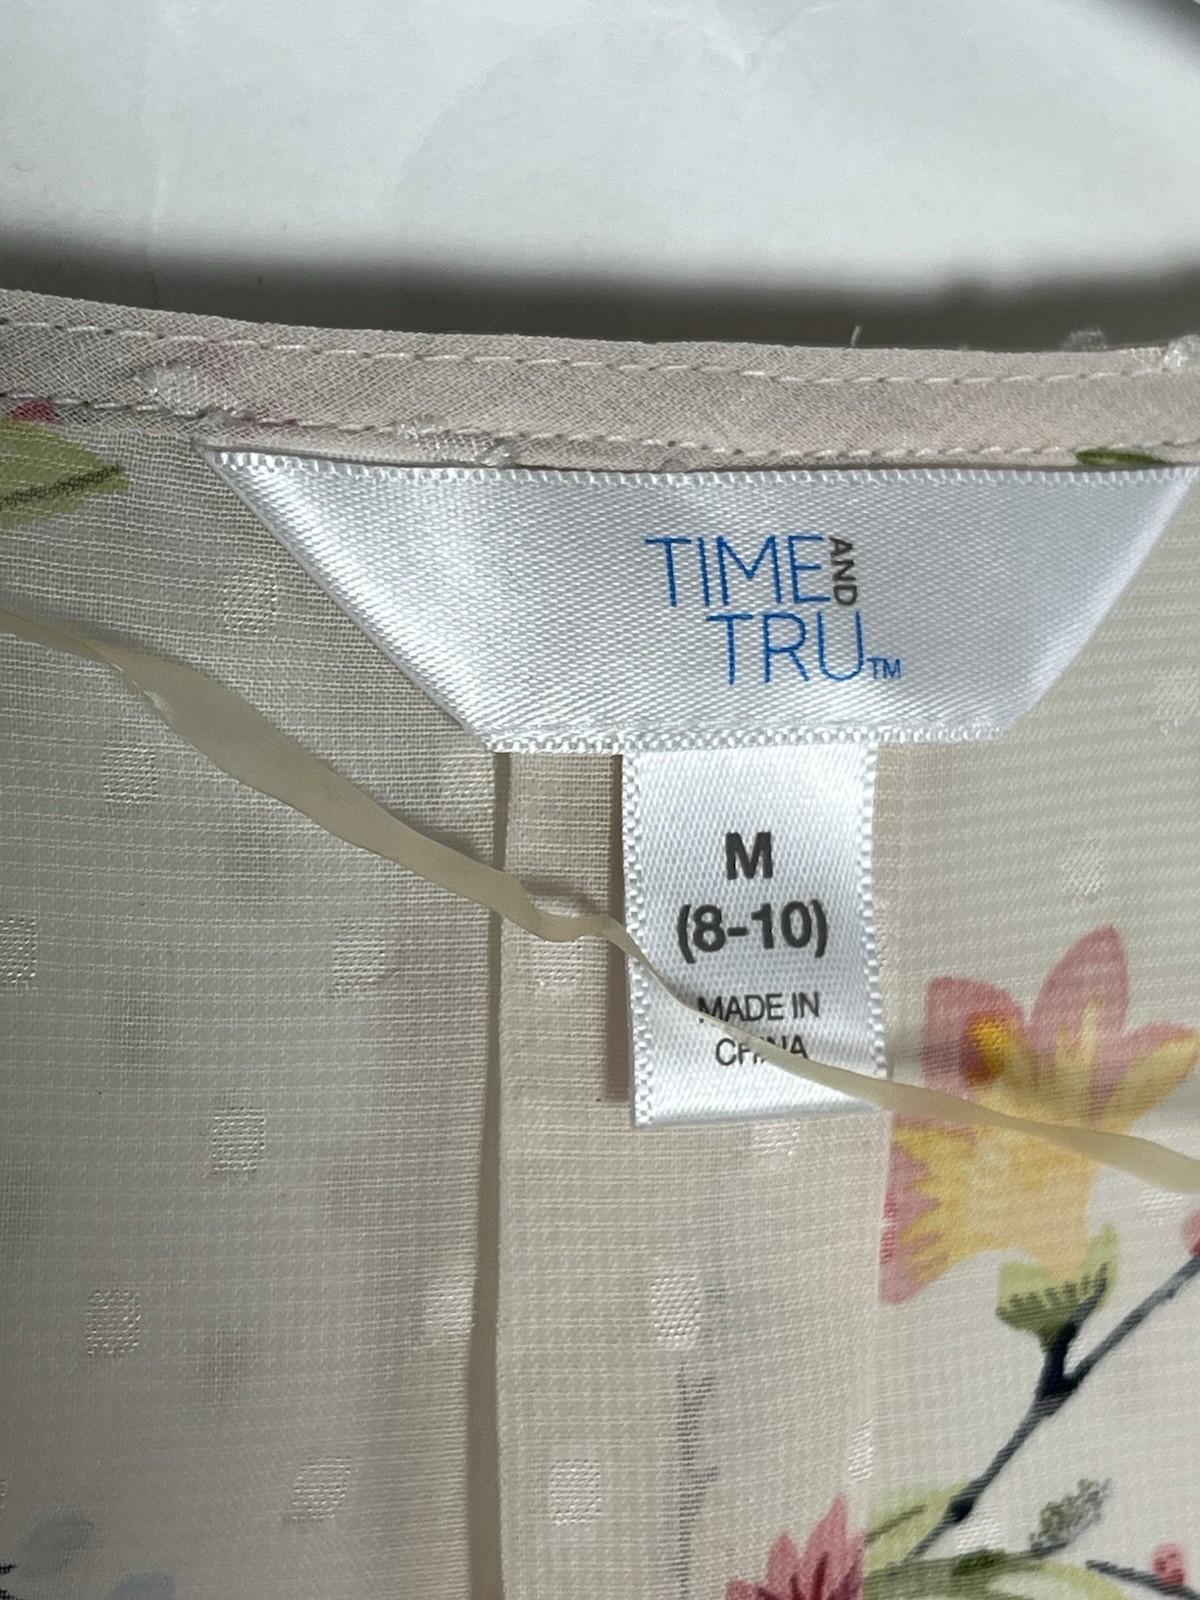 TIME AND
TRU™
M
(8-10)
MADE IN
CHINA